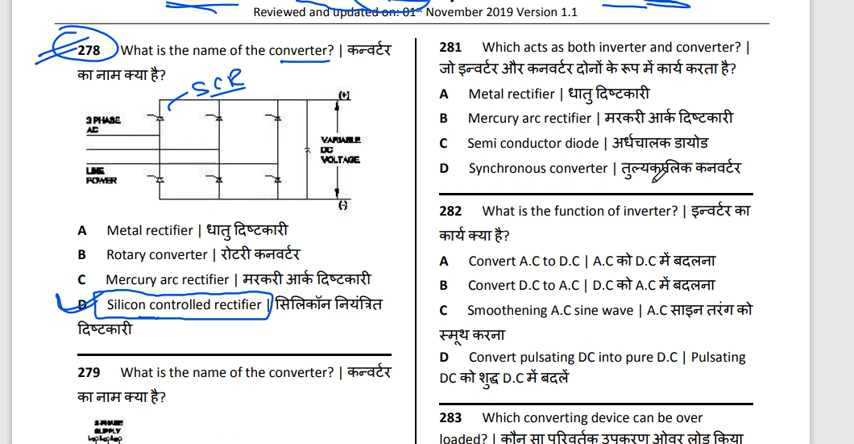 Reviewed and updated on: 01st November 2019 Version 1.1
278 What is the name of the converter? | कन्वर्टर
का नाम क्या है?
SCR
(+)
3 PHASE
AC
VARIABLE
DC
VOLTAGE
LINE
POWER
(-)
A Metal rectifier | धातु दिष्टकारी
B Rotary converter | रोटरी कनवर्टर
C Mercury arc rectifier | मरकरी आर्क दिष्टकारी
D Silicon controlled rectifier | सिलिकॉन नियंत्रित
दिष्टकारी
279 What is the name of the converter? | कन्वर्टर
का नाम क्या है?
3-PHASE
SUPPLY
281 Which acts as both inverter and converter? |
जो इन्वर्टर और कनवर्टर दोनों के रूप में कार्य करता है?
A Metal rectifier | धातु दिष्टकारी
B Mercury arc rectifier | मरकरी आर्क दिष्टकारी
C Semi conductor diode | अर्धचालक डायोड
D Synchronous converter | तुल्यकालिक कनवर्टर
282 What is the function of inverter? | इन्वर्टर का
कार्य क्या है?
A Convert A.C to D.C | A.C को D.C में बदलना
B Convert D.C to A.C | D.C को A.C में बदलना
C Smoothening A.C sine wave | A.C साइन तरंग को
स्मूथ करना
D Convert pulsating DC into pure D.C | Pulsating
DC को शुद्ध D.C में बदलें
283 Which converting device can be over
loaded? | कौन सा परिवर्तक उपकरण ओवर लोड किया